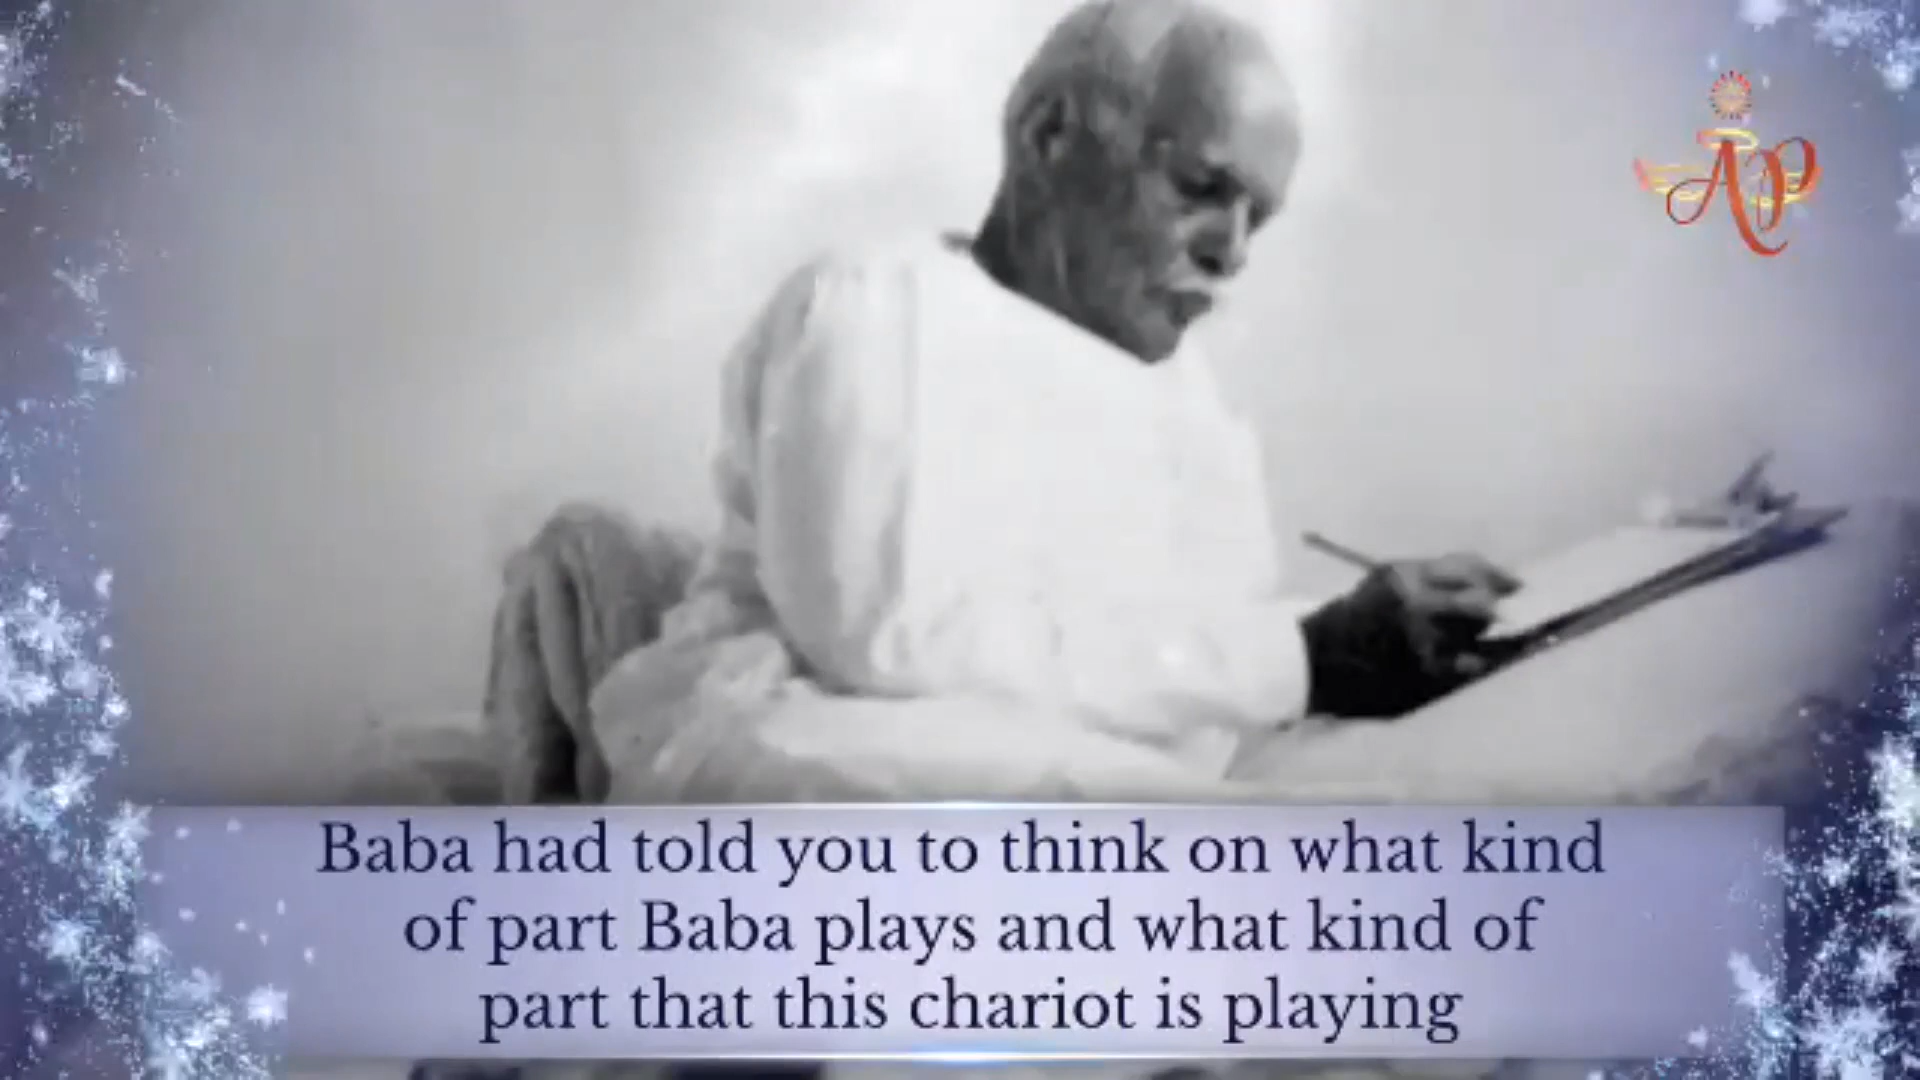 AP
Baba had told you to think on what kind
of part Baba plays and what kind of
part that this chariot is playing